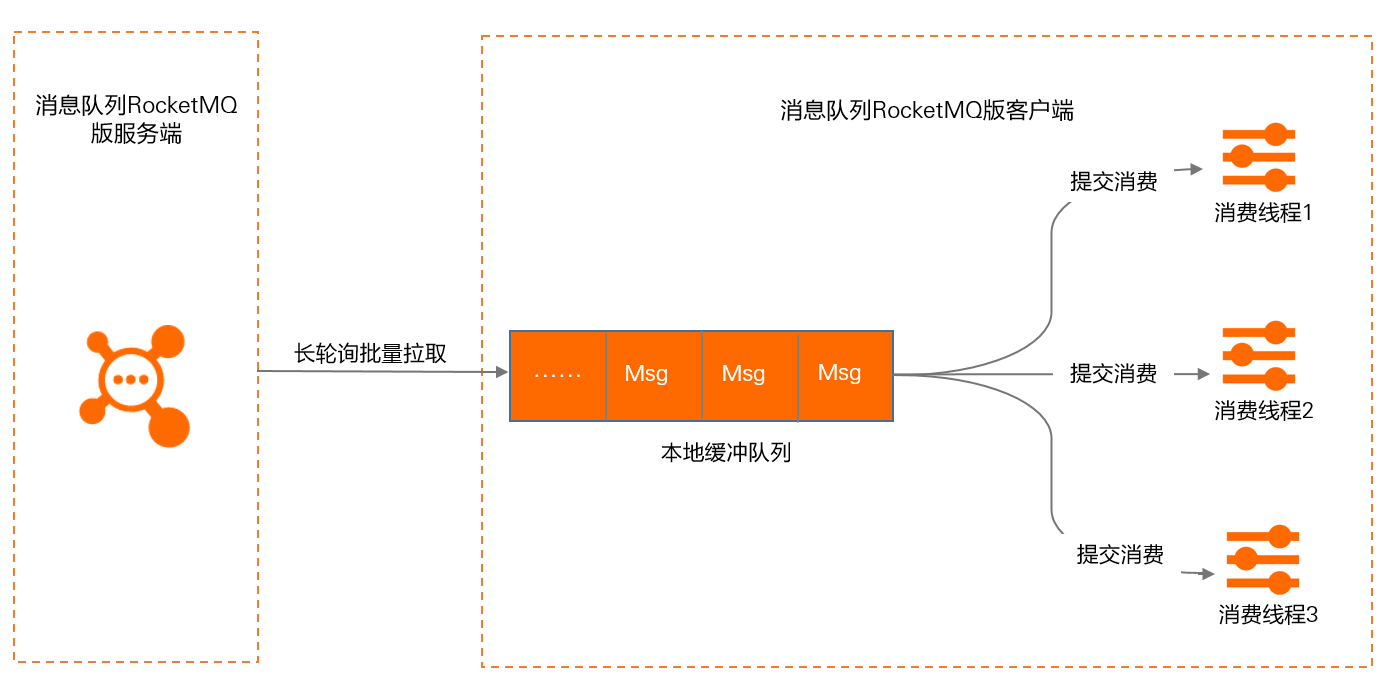 消息队列RocketMQ
版服务端
消息队列RocketMQ版客户端
提交消费
消费线程1
长轮询批量拉取
······
Msg
Msg
Msg
提交消费
消费线程2
本地缓冲队列
提交消费
消费线程3